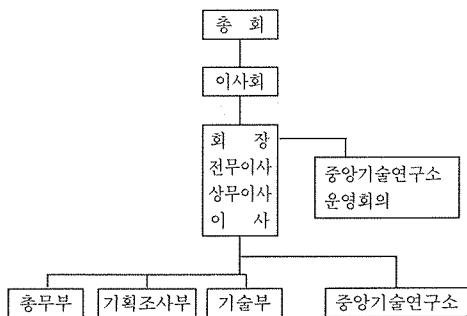 총 회
이사회
회 장
전무이사
상무이사
이 사
중앙기술연구소
운영회의
총무부
기획조사부
기술부
중앙기술연구소